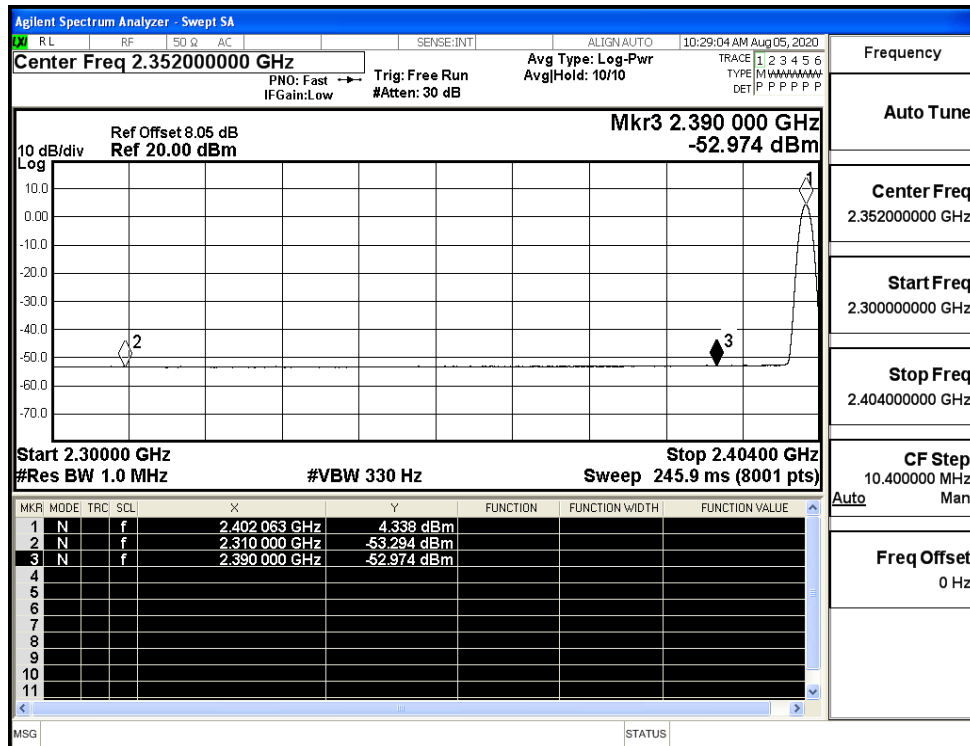 Agilent Spectrum Analyzer - Swept SA
LXI RL RF 50 Ω AC SENSE:INT ALIGN AUTO 10:29:04 AM Aug 05, 2020
Center Freq 2.352000000 GHz
PNO: Fast
IFGain:Low
Trig: Free Run
#Atten: 30 dB
Avg Type: Log-Pwr
Avg|Hold: 10/10
TRACE 1 2 3 4 5 6
TYPE M WWWWW
DET P P P P P P
Ref Offset 8.05 dB
10 dB/div Ref 20.00 dBm
Log
Mkr3 2.390 000 GHz
-52.974 dBm
10.0
0.00
-10.0
-20.0
-30.0
-40.0
-50.0
-60.0
-70.0
1
2
3
Start 2.30000 GHz Stop 2.40400 GHz
#Res BW 1.0 MHz #VBW 330 Hz Sweep 245.9 ms (8001 pts)
MKR MODE TRC SCL X Y FUNCTION FUNCTION WIDTH FUNCTION VALUE
1 N f 2.402 063 GHz 4.338 dBm
2 N f 2.310 000 GHz -53.294 dBm
3 N f 2.390 000 GHz -52.974 dBm
4
5
6
7
8
9
10
11
MSG STATUS
Frequency
Auto Tune
Center Freq
2.352000000 GHz
Start Freq
2.300000000 GHz
Stop Freq
2.404000000 GHz
CF Step
10.400000 MHz
Auto Man
Freq Offset
0 Hz